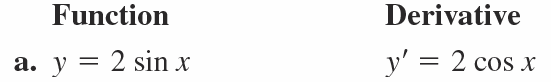 Function Derivative
a. y = 2 sin x y′ = 2 cos x